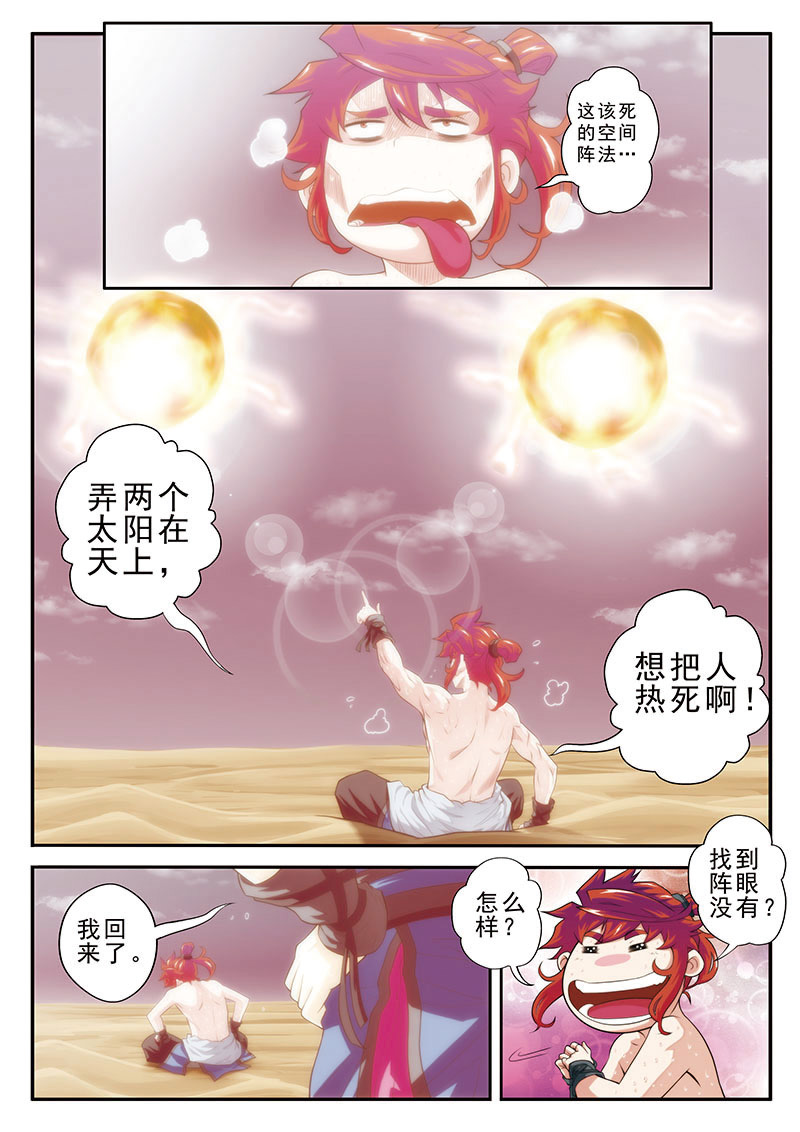 这该死
的空间
阵法…
弄两个
太阳在
天上，
想把人
热死啊！
我回
来了。
怎么
样？
找到
阵眼
没有？